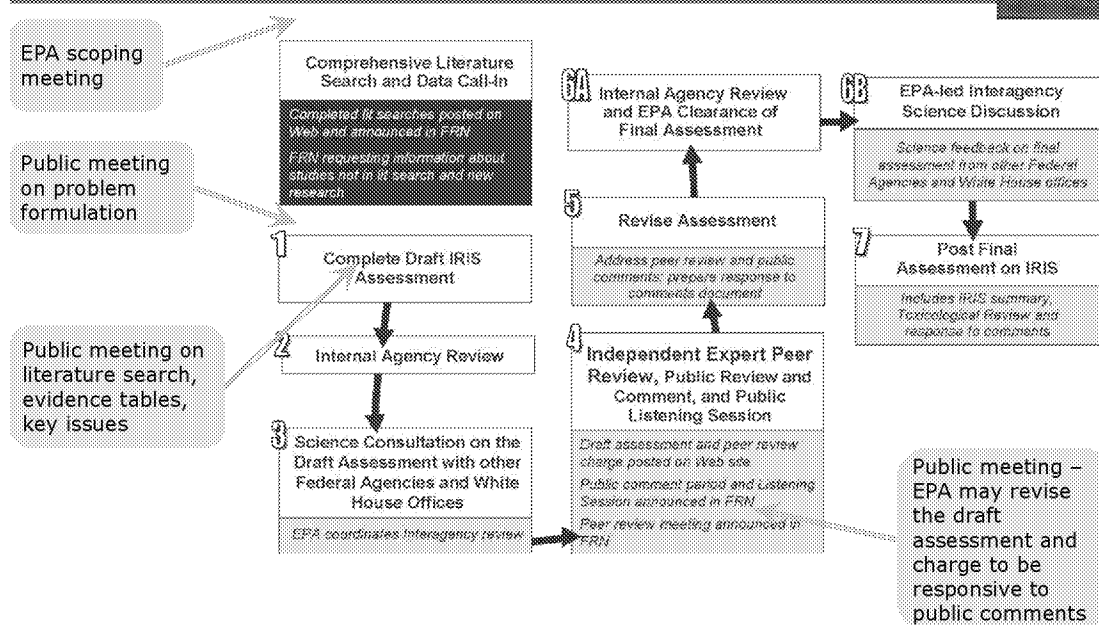 EPA scoping
meeting
Public meeting
on problem
formulation
Public meeting on
literature search,
evidence tables,
key issues
Comprehensive Literature
Search and Data Call-In
Completed lit searches posted on
Web and announced in FRN
FRN requesting information about
studies not in lit search and new
research
1
Complete Draft IRIS
Assessment
2
Internal Agency Review
3
Science Consultation on the
Draft Assessment with other
Federal Agencies and White
House Offices
EPA coordinates Interagency review
4
Independent Expert Peer
Review, Public Review and
Comment, and Public
Listening Session
Draft assessment and peer review
charge posted on Web site
Public comment period and Listening
Session announced in FRN
Peer review meeting announced in
FRN
5
Revise Assessment
Address peer review and public
comments; prepare response to
comments document
6A
Internal Agency Review
and EPA Clearance of
Final Assessment
6B
EPA-led Interagency
Science Discussion
Science feedback on final
assessment from other Federal
Agencies and White House offices
7
Post Final
Assessment on IRIS
Includes IRIS summary,
Toxicological Review and
response to comments
Public meeting –
EPA may revise
the draft
assessment and
charge to be
responsive to
public comments